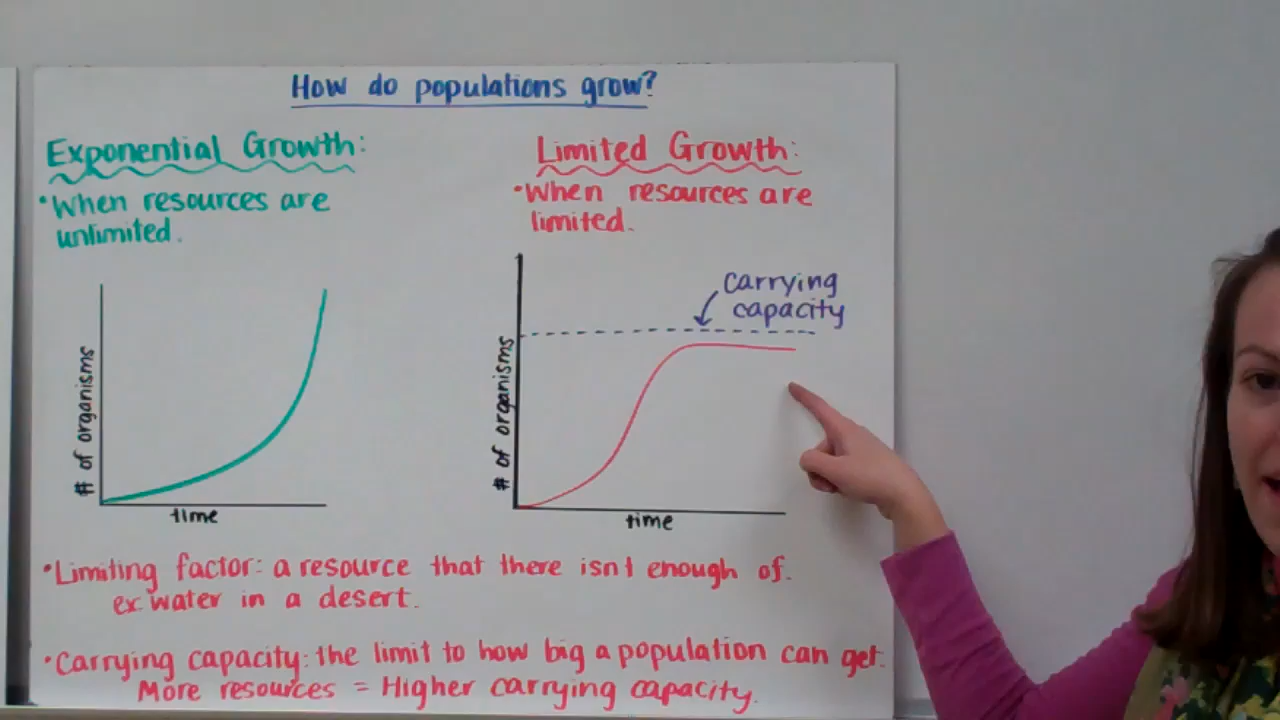 How do populations grow?
Exponential Growth:
•When resources are
unlimited.
# of organisms
time
Limited Growth:
•When resources are
limited.
carrying
capacity
# of organisms
time
•Limiting factor: a resource that there isnt enough of.
ex: water in a desert.
•Carrying capacity: the limit to how big a population can get.
More resources = Higher carrying capacity.